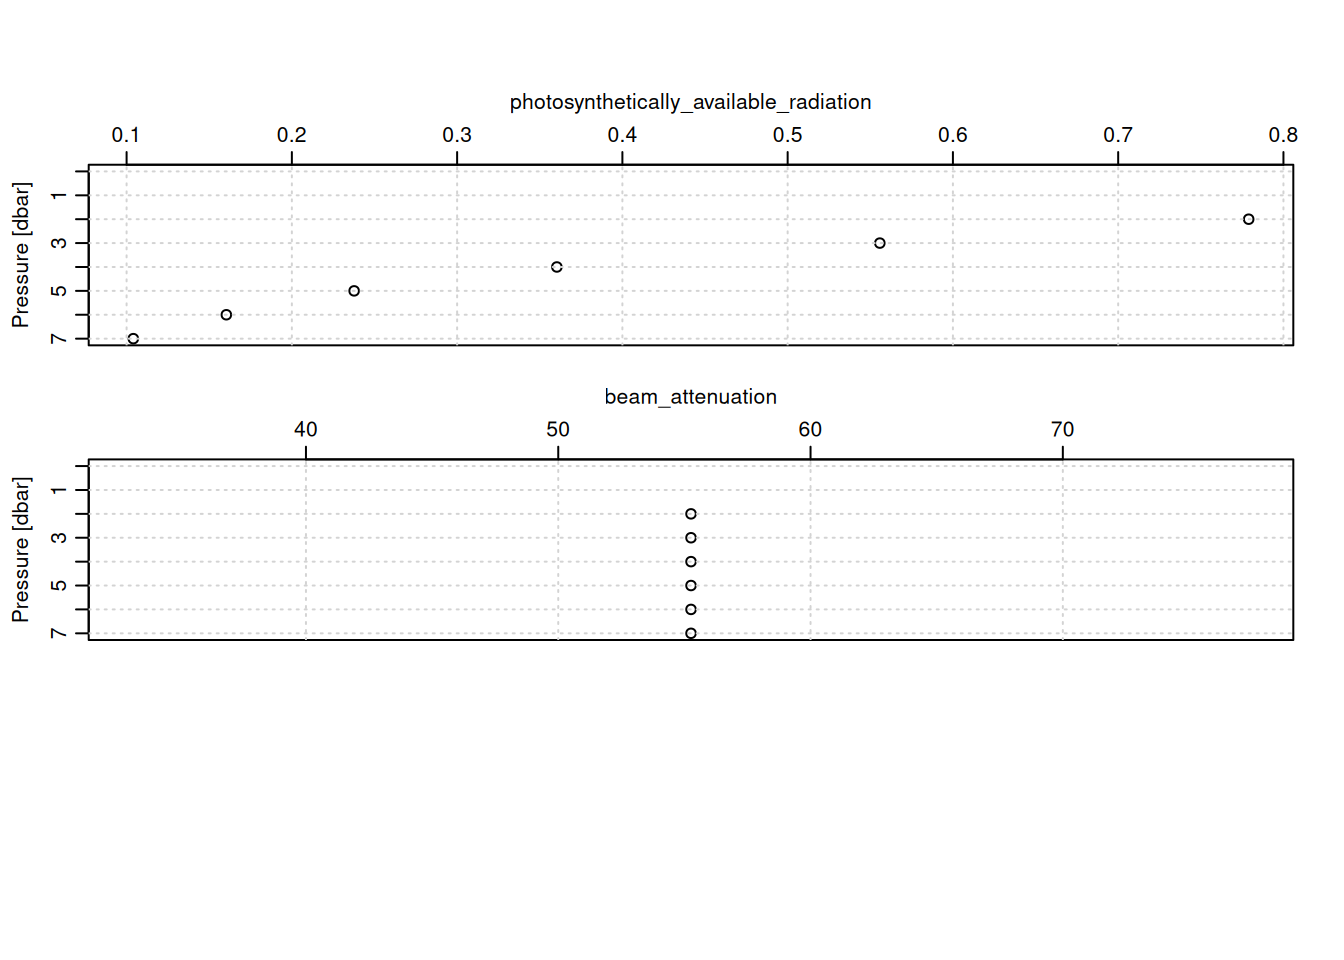 photosynthetically_available_radiation
0.1 0.2 0.3 0.4 0.5 0.6 0.7 0.8
Pressure [dbar]
1
3
5
7
beam_attenuation
40 50 60 70
Pressure [dbar]
1
3
5
7